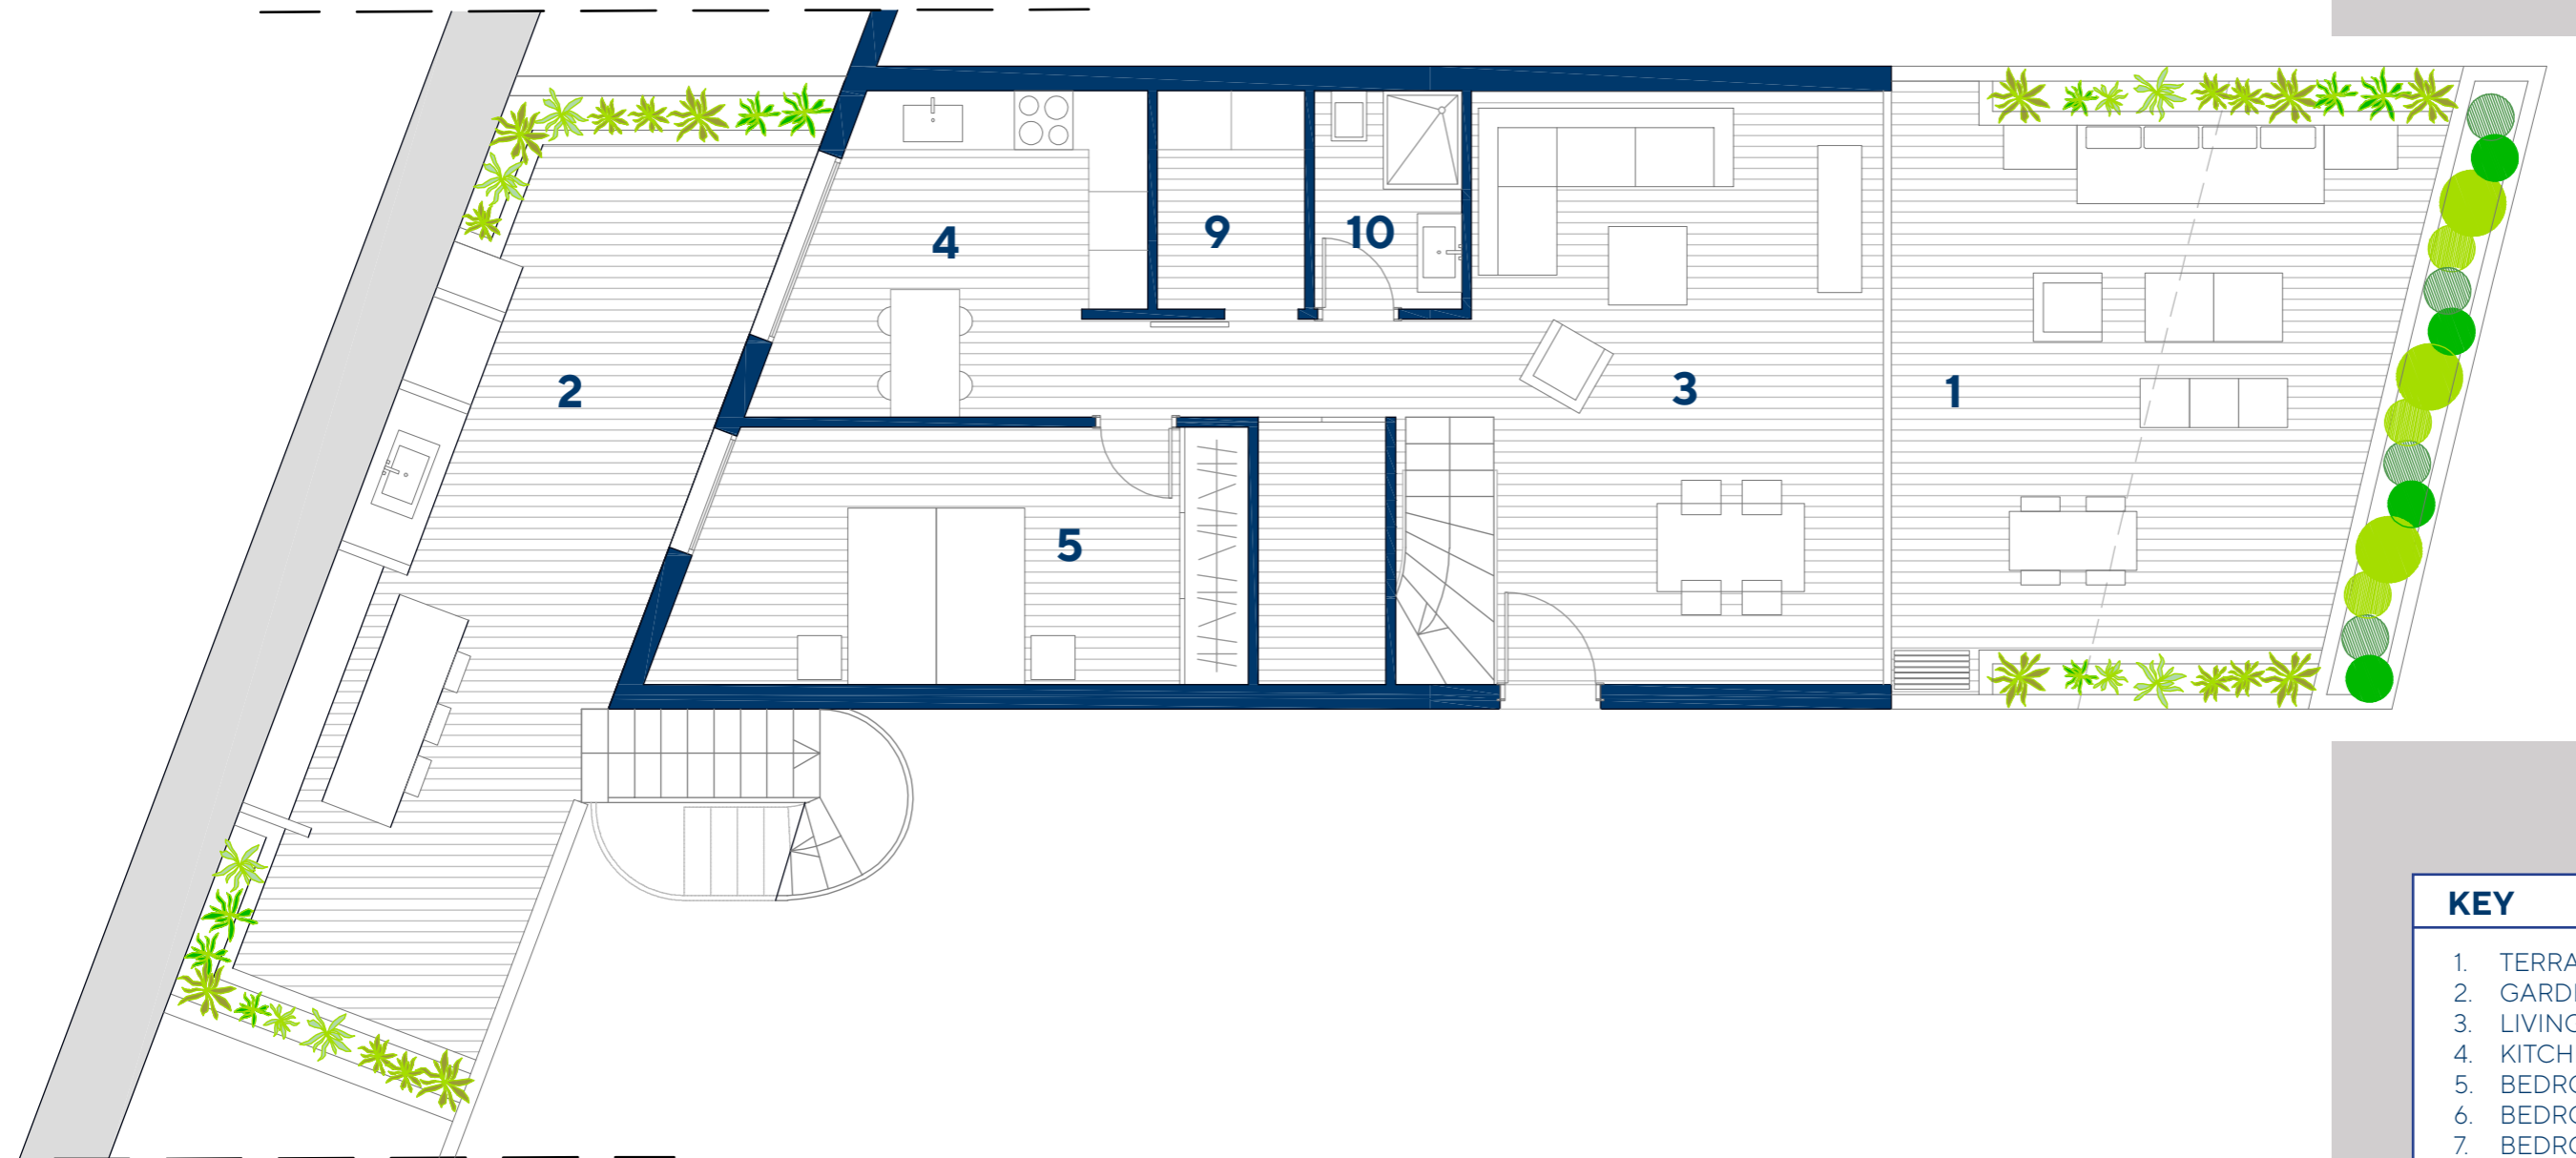 4
9
10
2
3
1
5
KEY
1. TERRA
2. GARD
3. LIVING
4. KITCH
5. BEDRO
6. BEDRO
7. BEDRO